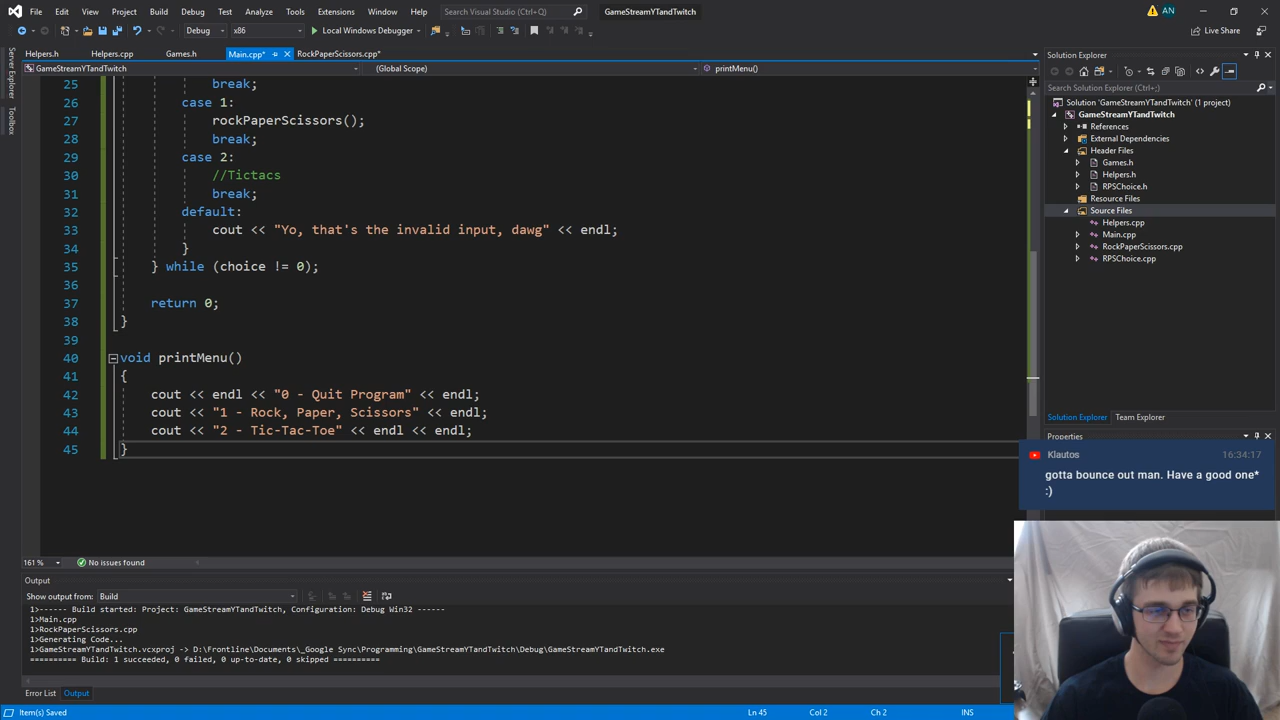 File Edit View Project Build Debug Test Analyze Tools Extensions Window Help Search Visual Studio GameStreamYTandTwitch AN
Debug x86 Local Windows Debugger Live Share
Helpers.h Helpers.cpp Games.h Main.cpp* RockPaperScissors.cpp*
GameStreamYTandTwitch (Global Scope) printMenu()
Server Explorer
Toolbox
25 break;
26 case 1:
27 rockPaperScissors();
28 break;
29 case 2:
30 //Tictacs
31 break;
32 default:
33 cout << "Yo, that's the invalid input, dawg" << endl;
34 }
35 } while (choice != 0);
36
37 return 0;
38 }
39
40 void printMenu()
41 {
42 cout << endl << "0 - Quit Program" << endl;
43 cout << "1 - Rock, Paper, Scissors" << endl;
44 cout << "2 - Tic-Tac-Toe" << endl << endl;
45 }
161 % No issues found
Solution Explorer
Search Solution Explorer (Ctrl+;)
Solution 'GameStreamYTandTwitch' (1 project)
GameStreamYTandTwitch
References
External Dependencies
Header Files
Games.h
Helpers.h
RPSChoice.h
Resource Files
Source Files
Helpers.cpp
Main.cpp
RockPaperScissors.cpp
RPSChoice.cpp
Solution Explorer Team Explorer
Properties
Klautos 16:34:17
gotta bounce out man. Have a good one*
:)
Output
Show output from: Build
1>------ Build started: Project: GameStreamYTandTwitch, Configuration: Debug Win32 ------
1>Main.cpp
1>RockPaperScissors.cpp
1>Generating Code...
1>GameStreamYTandTwitch.vcxproj -> D:\Frontline\Documents\_Google Sync\Programming\GameStreamYTandTwitch\Debug\GameStreamYTandTwitch.exe
========== Build: 1 succeeded, 0 failed, 0 up-to-date, 0 skipped ==========
Error List Output
Item(s) Saved Ln 45 Col 2 Ch 2 INS